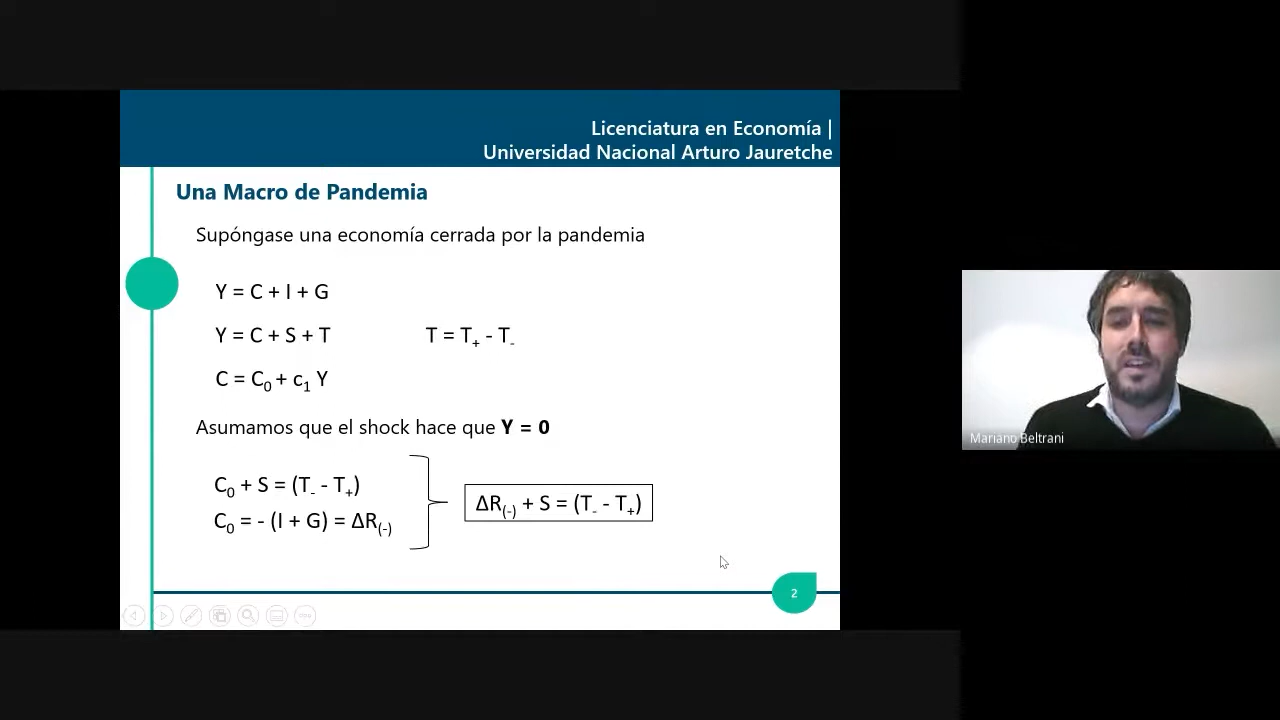 Licenciatura en Economía |
Universidad Nacional Arturo Jauretche
Una Macro de Pandemia
Supóngase una economía cerrada por la pandemia
Y = C + I + G
Y = C + S + T T = T₊ - T₋
C = C₀ + c₁ Y
Asumamos que el shock hace que Y = 0
C₀ + S = (T₋ - T₊)
C₀ = - (I + G) = ΔR₍₋₎
ΔR₍₋₎ + S = (T₋ - T₊)
2
Mariano Beltrani